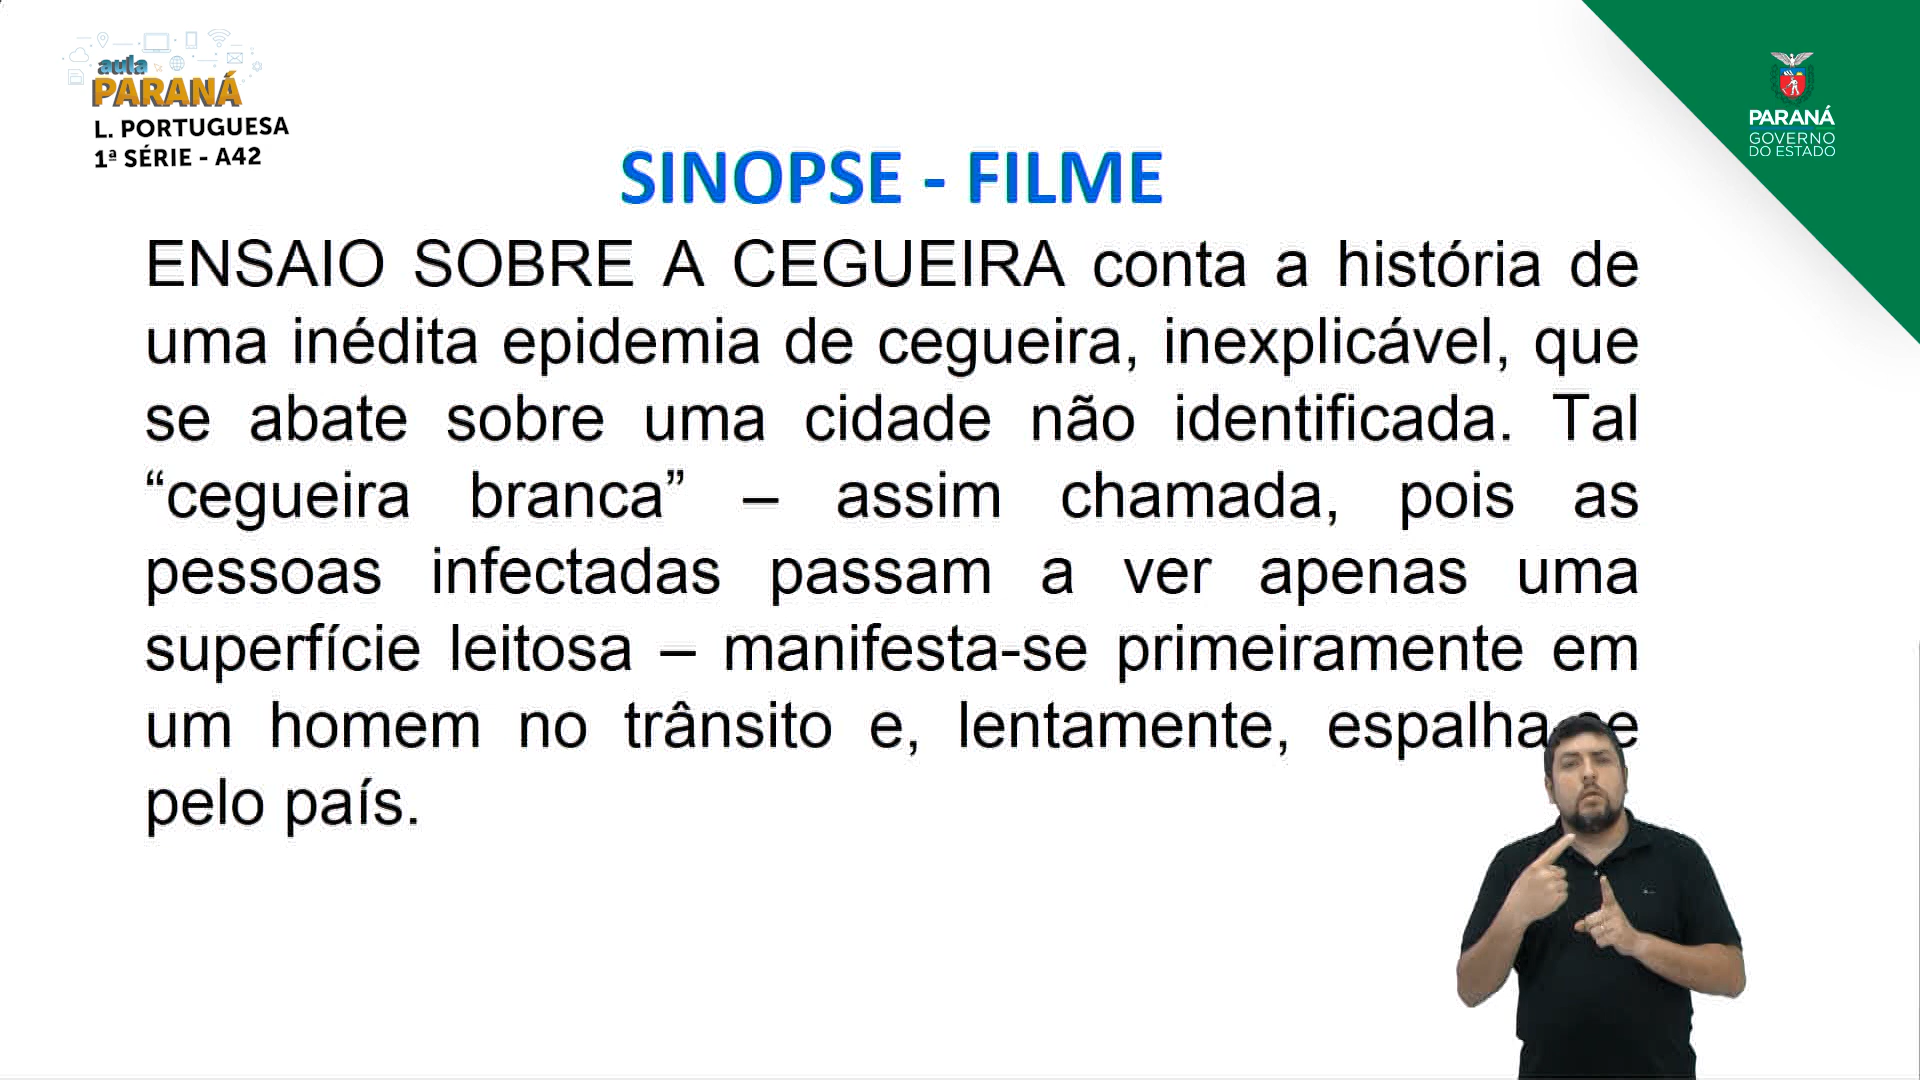 aula
PARANÁ
L. PORTUGUESA
1ª SÉRIE - A42
PARANÁ
GOVERNO
DO ESTADO
SINOPSE - FILME
ENSAIO SOBRE A CEGUEIRA conta a história de
uma inédita epidemia de cegueira, inexplicável, que
se abate sobre uma cidade não identificada. Tal
“cegueira branca” – assim chamada, pois as
pessoas infectadas passam a ver apenas uma
superfície leitosa – manifesta-se primeiramente em
um homem no trânsito e, lentamente, espalha-se
pelo país.